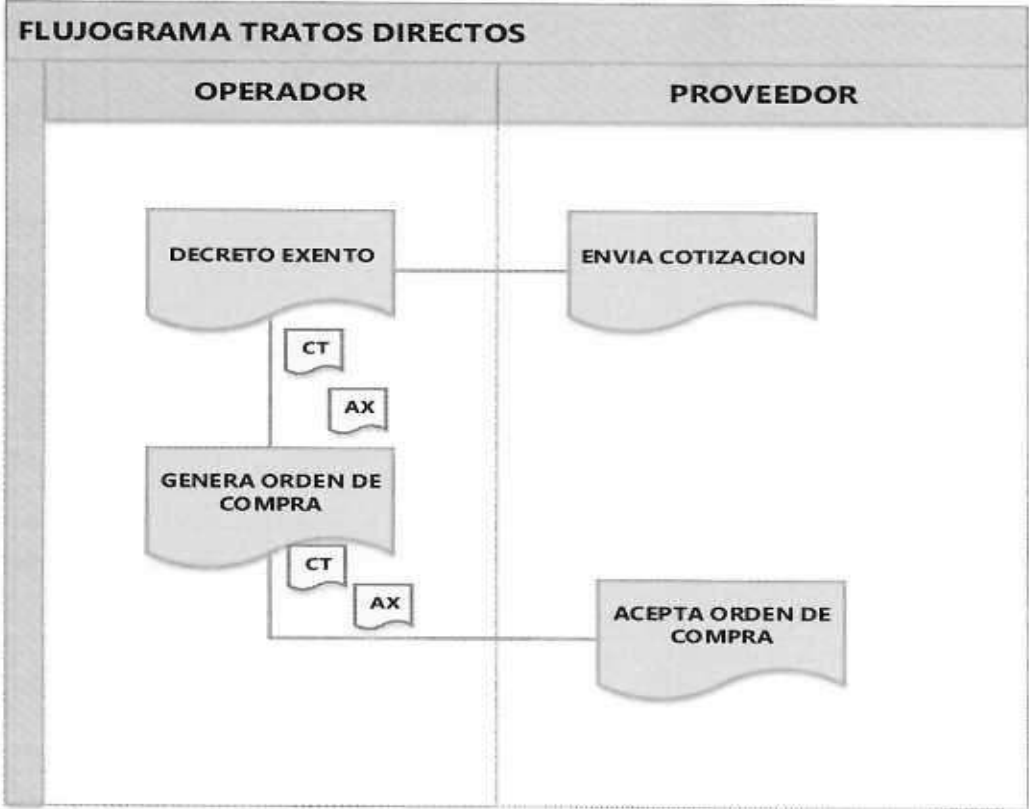 FLUJOGRAMA TRATOS DIRECTOS
OPERADOR
PROVEEDOR
DECRETO EXENTO
ENVIA COTIZACION
CT
AX
GENERA ORDEN DE
COMPRA
CT
AX
ACEPTA ORDEN DE
COMPRA